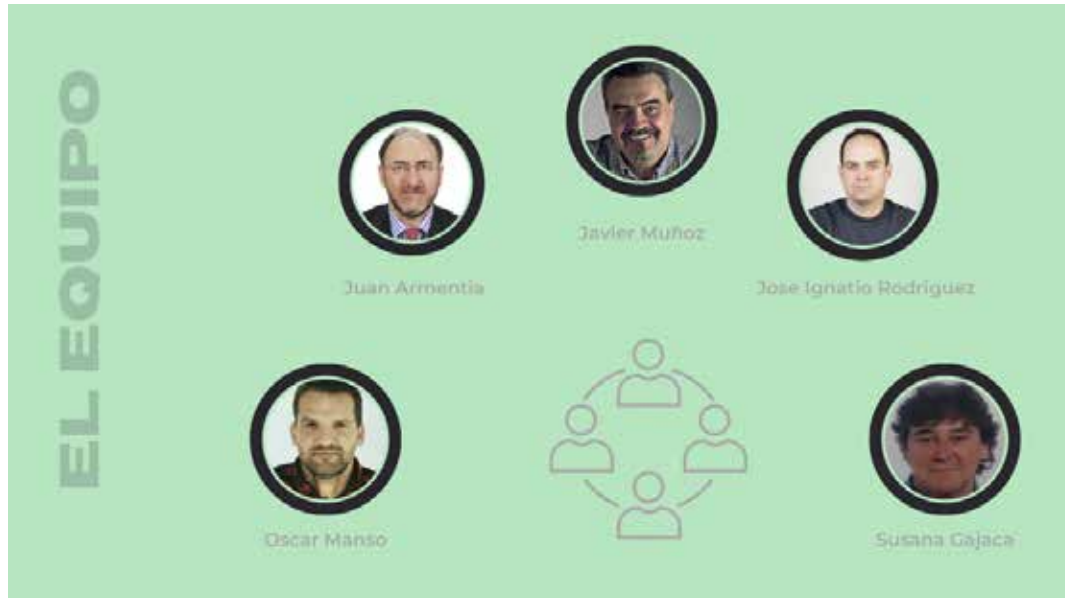 EL EQUIPO
Javier Muñoz
Juan Armentia
Jose Ignatio Rodriguez
Oscar Manso
Susana Gajaca